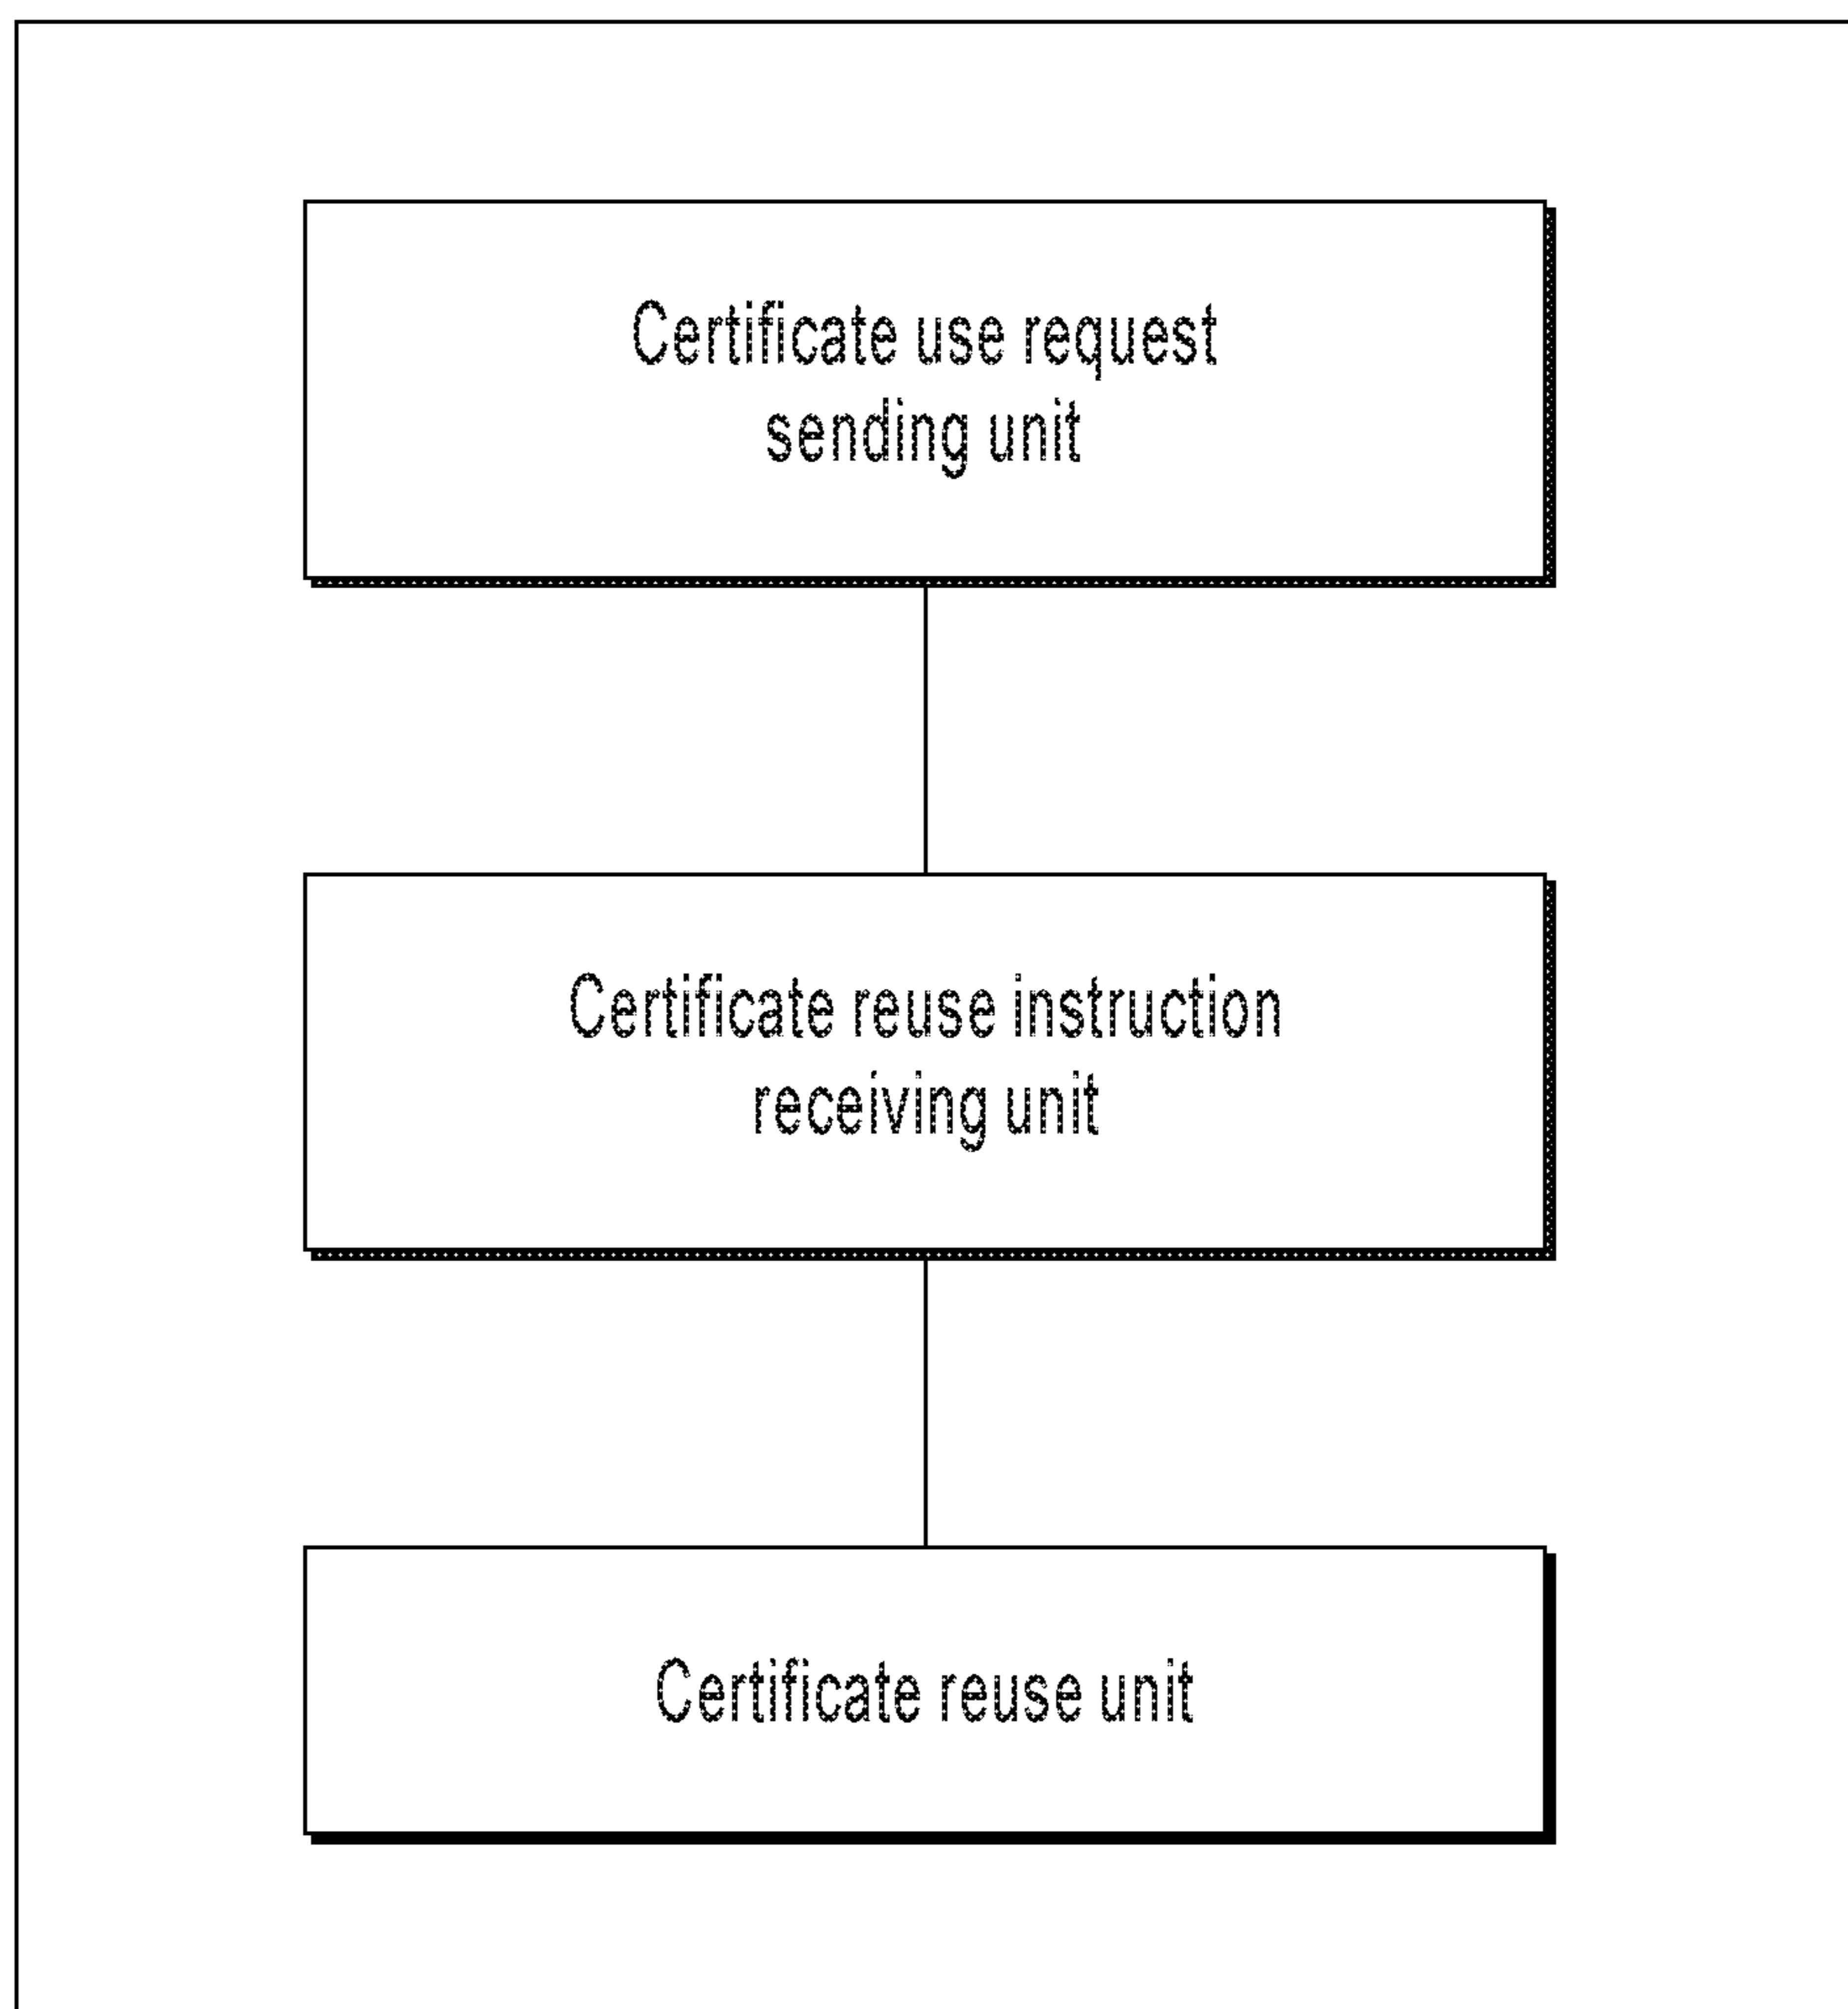 Certificate use request
sending unit
Certificate reuse instruction
receiving unit
Certificate reuse unit